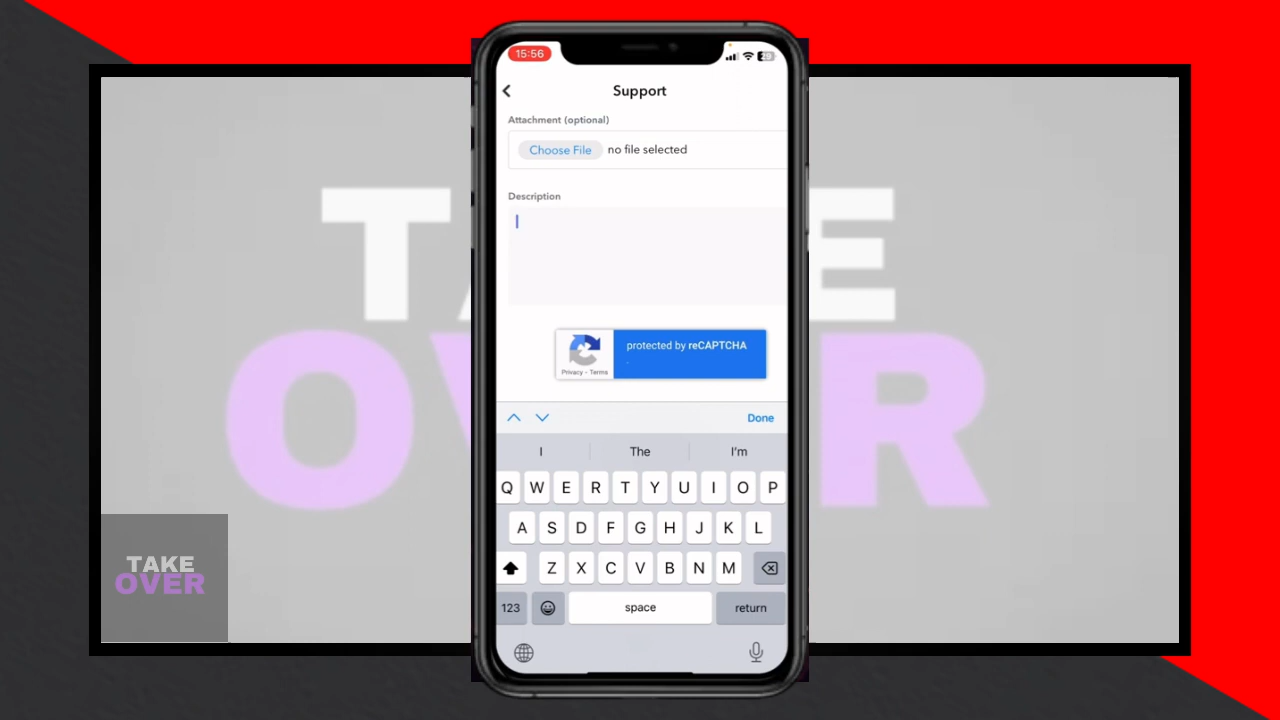 15:56
Support
Attachment (optional)
Choose File no file selected
Description
protected by reCAPTCHA
Privacy - Terms
Done
I The I'm
Q W E R T Y U I O P
A S D F G H J K L
Z X C V B N M
123 space return
TAKE
OVER